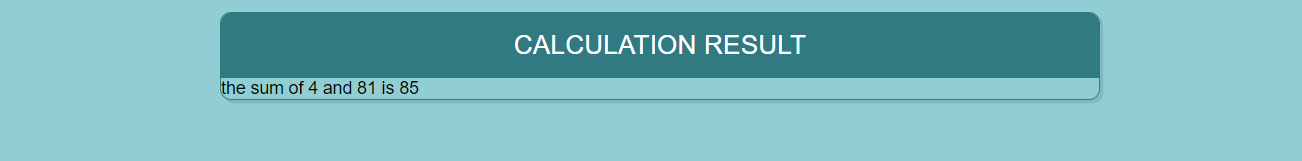 CALCULATION RESULT
the sum of 4 and 81 is 85